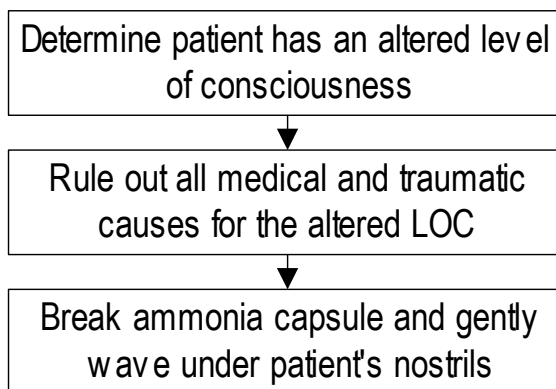 Determine patient has an altered level
of consciousness
Rule out all medical and traumatic
causes for the altered LOC
Break ammonia capsule and gently
wave under patient's nostrils